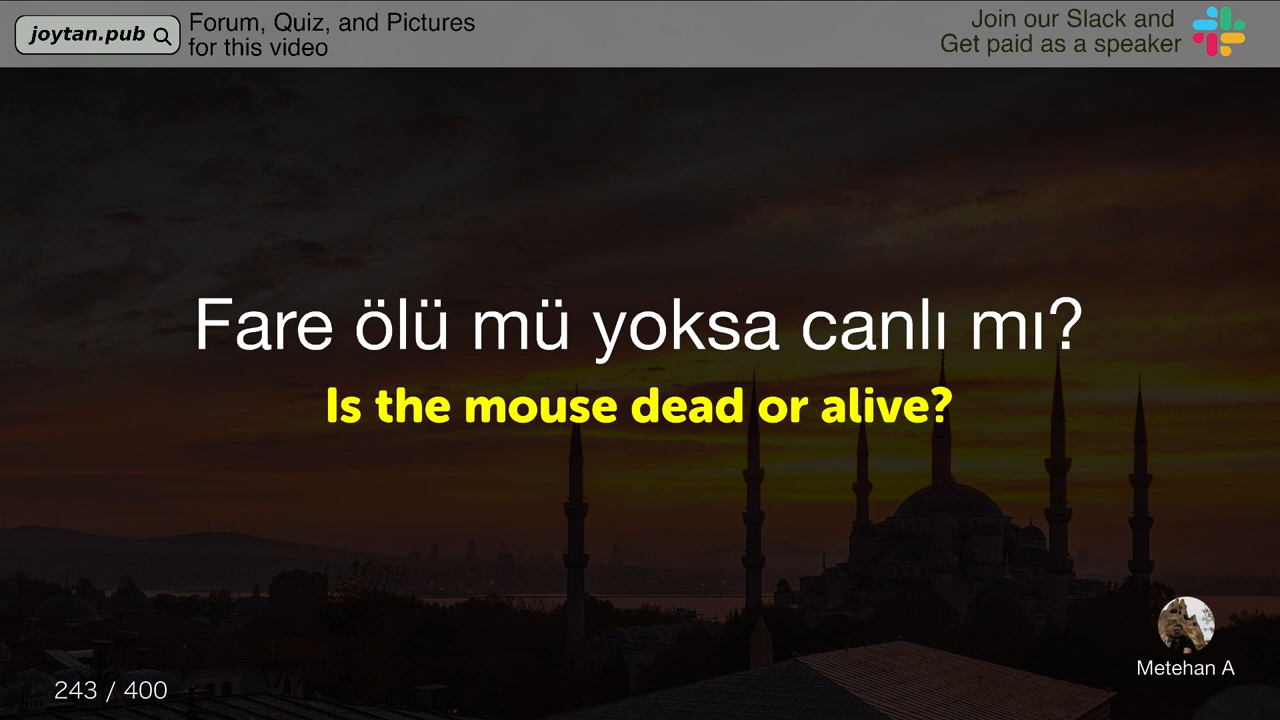 joytan.pub
Forum, Quiz, and Pictures
for this video
Join our Slack and
Get paid as a speaker
Fare ölü mü yoksa canlı mı?
Is the mouse dead or alive?
Metehan A
243 / 400